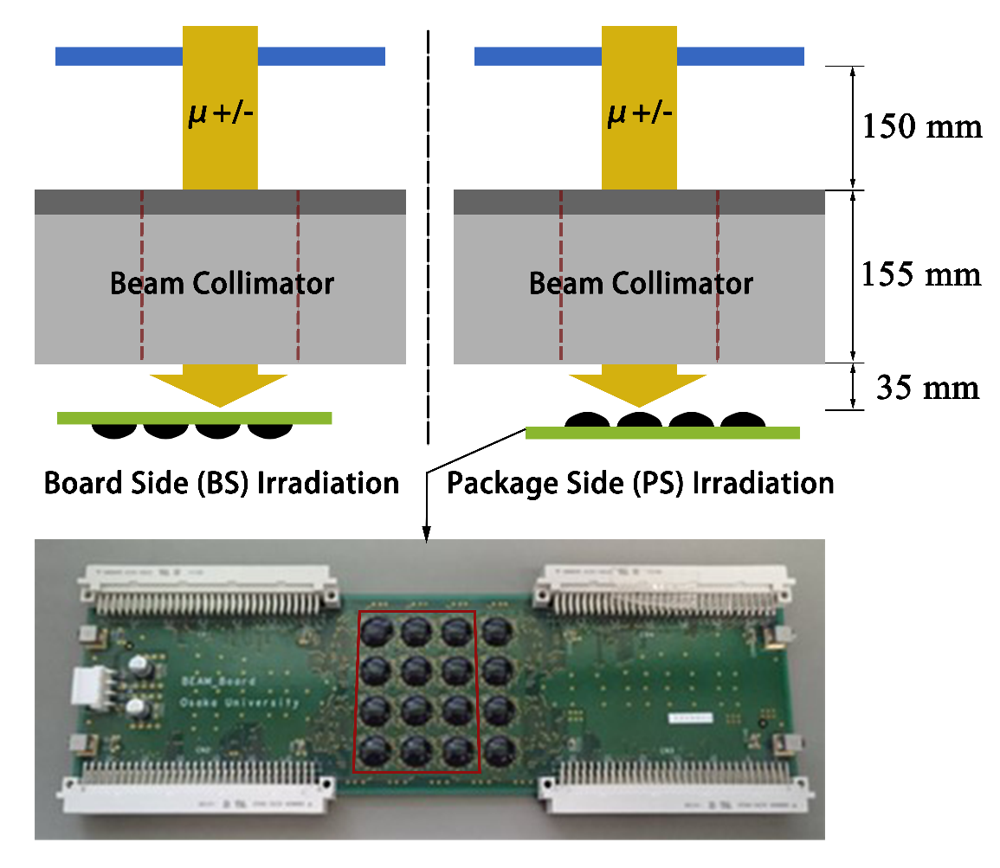 μ +/-
μ +/-
150 mm
Beam Collimator
Beam Collimator
155 mm
35 mm
Board Side (BS) Irradiation
Package Side (PS) Irradiation
BEAM_Board
Osaka University